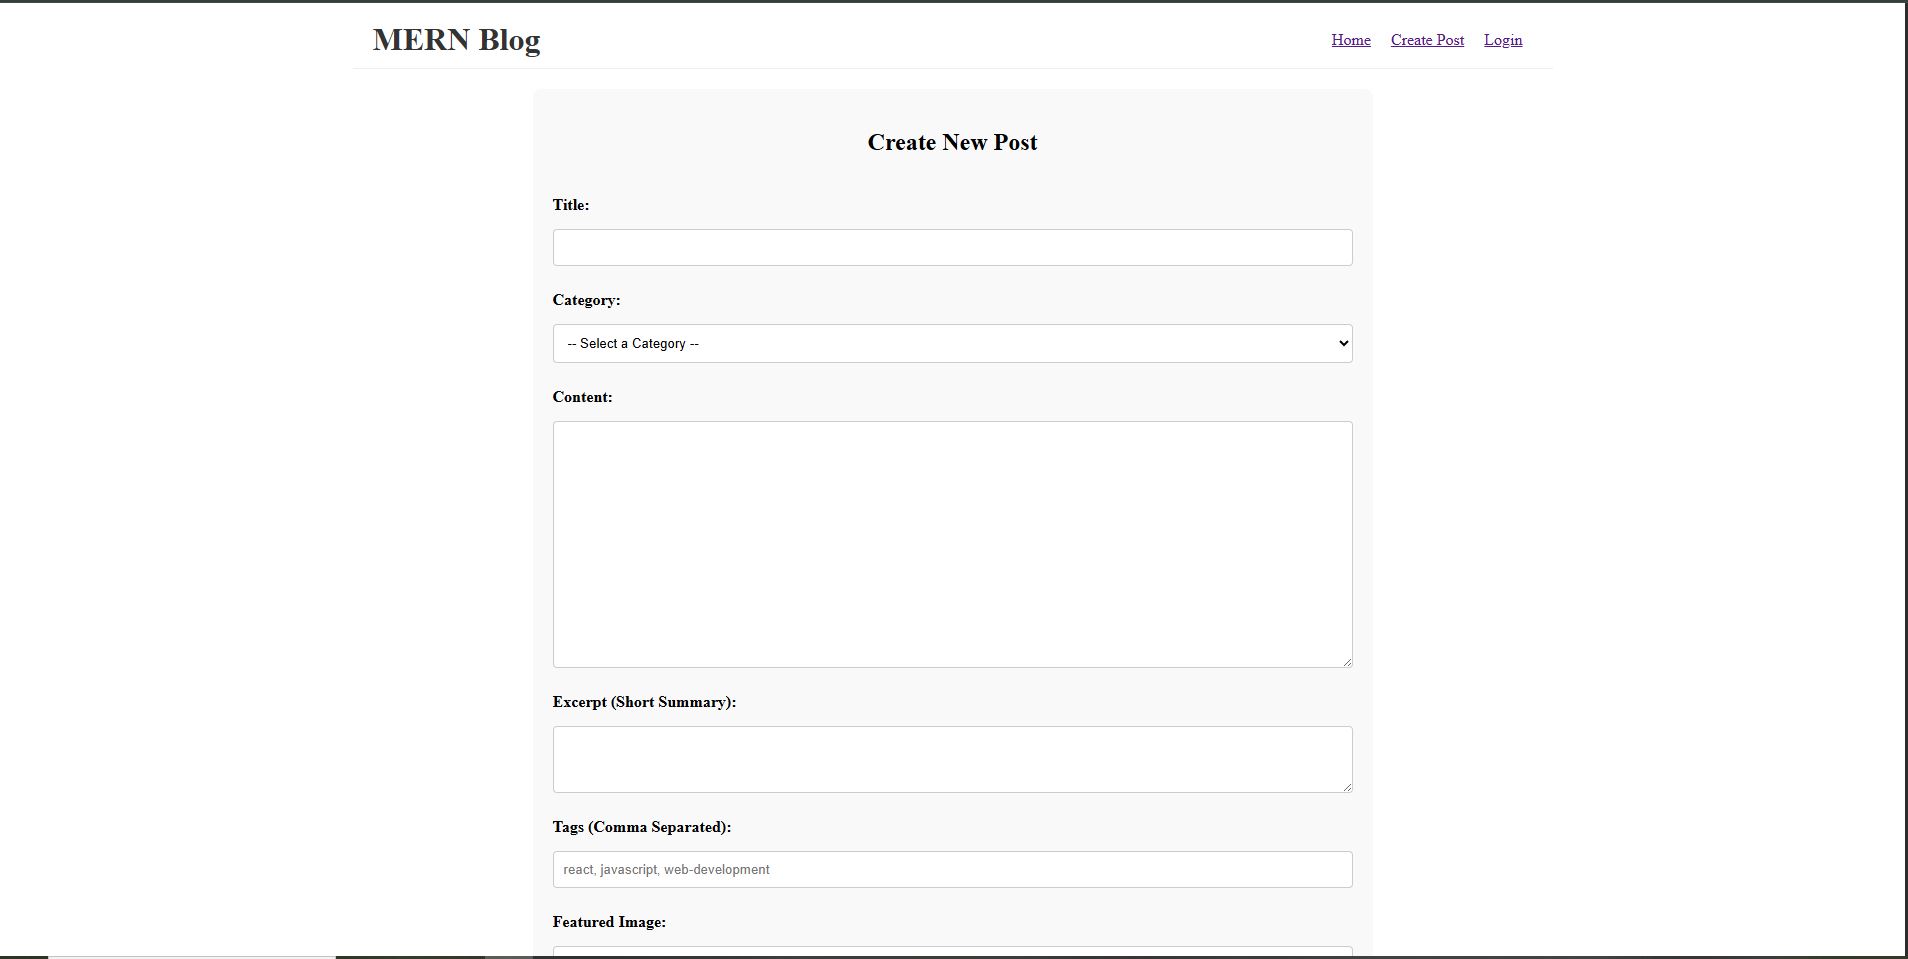 MERN Blog
Home Create Post Login
Create New Post
Title:
Category:
-- Select a Category --
Content:
Excerpt (Short Summary):
Tags (Comma Separated):
react, javascript, web-development
Featured Image: